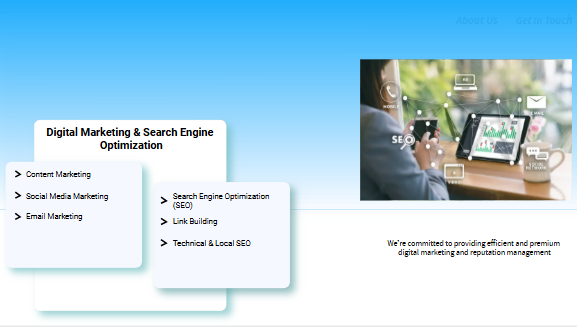 About Us
Get In Touch
Digital Marketing & Search Engine
Optimization
Content Marketing
Social Media Marketing
Email Marketing
Search Engine Optimization
(SEO)
Link Building
Technical & Local SEO
MOBILE
SEO
VIDEO
We're committed to providing efficient and premium
digital marketing and reputation management